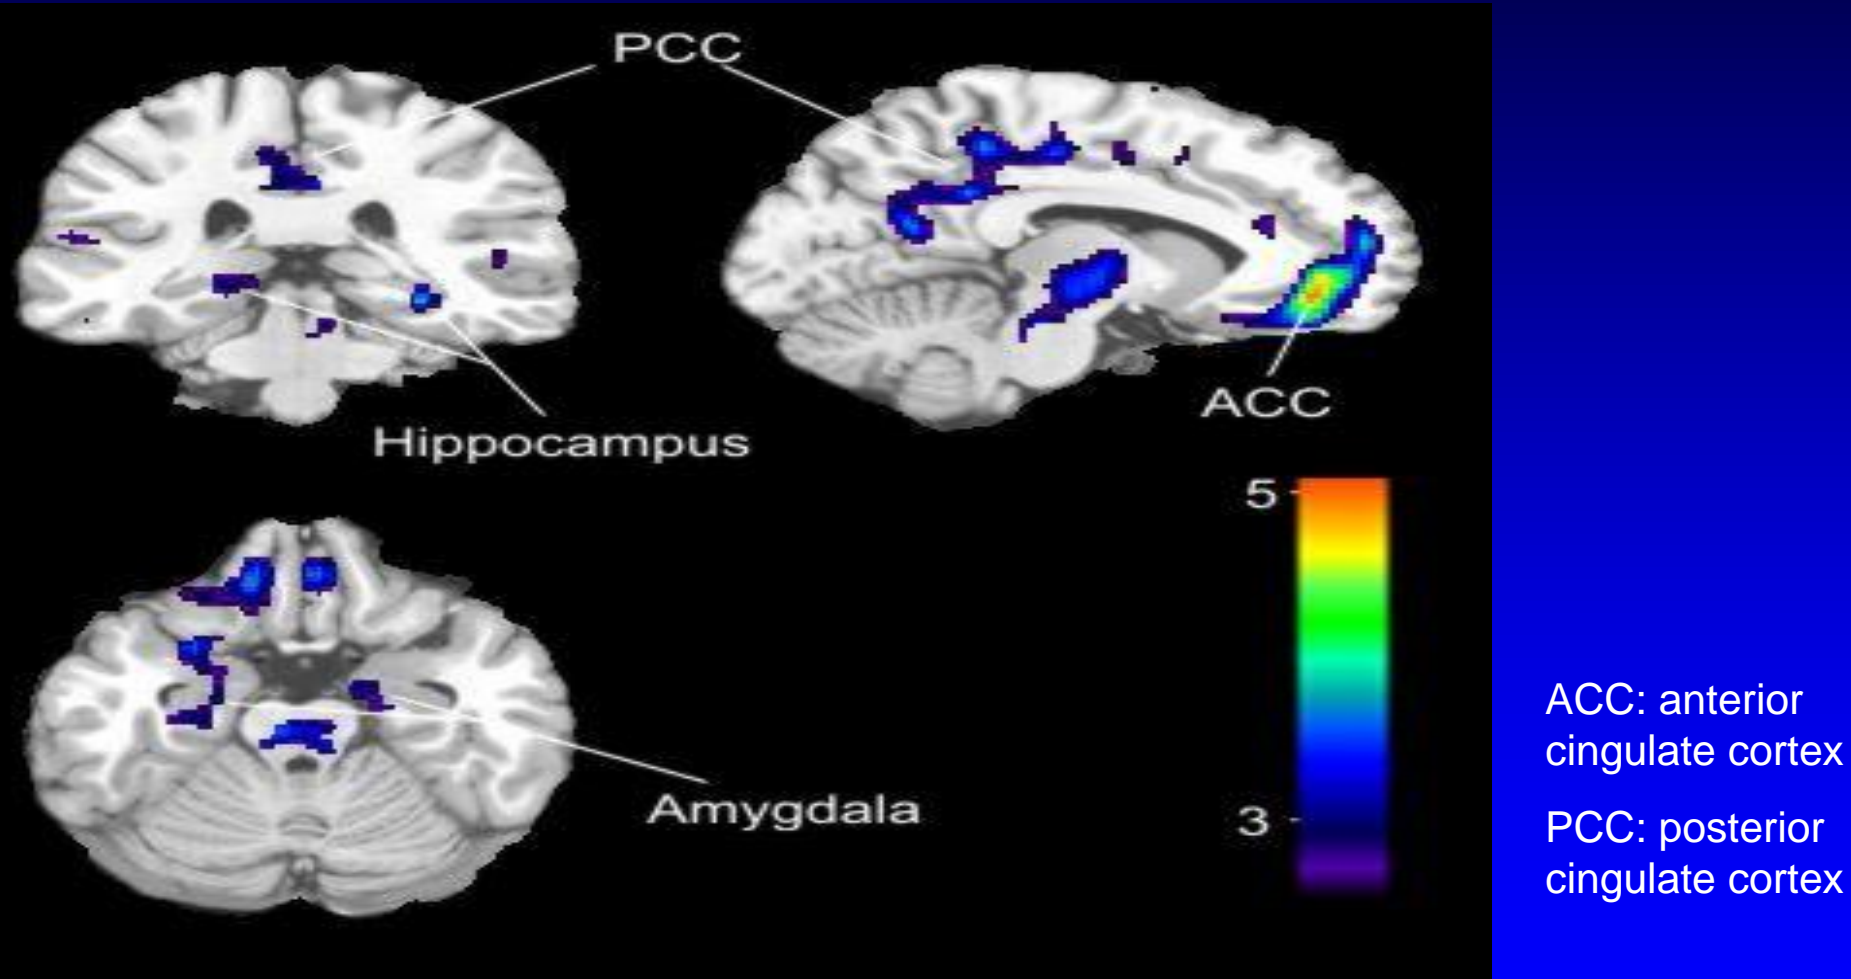 PCC
Hippocampus
ACC
5
3
Amygdala
ACC: anterior
cingulate cortex
PCC: posterior
cingulate cortex